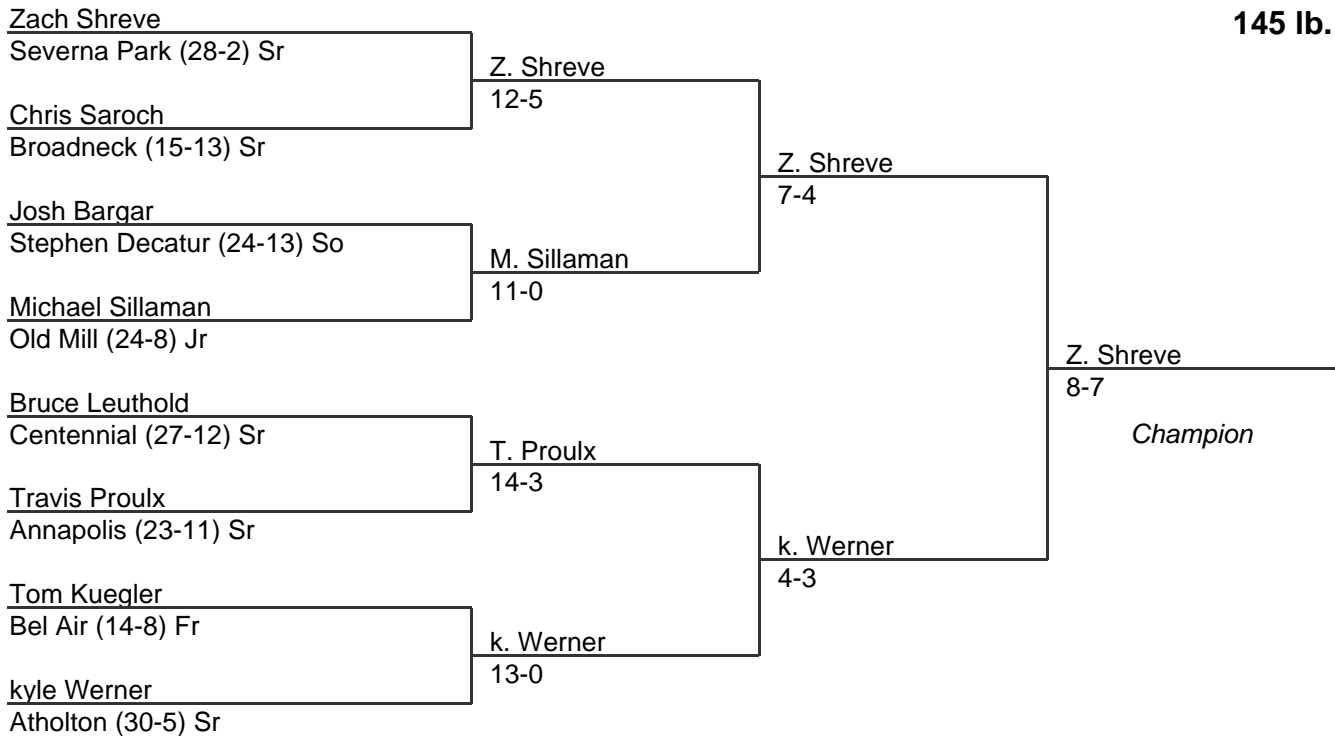 145 lb.
Zach Shreve
Severna Park (28-2) Sr
Z. Shreve
12-5
Chris Saroch
Broadneck (15-13) Sr
Z. Shreve
7-4
Josh Bargar
Stephen Decatur (24-13) So
M. Sillaman
11-0
Michael Sillaman
Old Mill (24-8) Jr
Z. Shreve
8-7
Champion
Bruce Leuthold
Centennial (27-12) Sr
T. Proulx
14-3
Travis Proulx
Annapolis (23-11) Sr
k. Werner
4-3
Tom Kuegler
Bel Air (14-8) Fr
k. Werner
13-0
kyle Werner
Atholton (30-5) Sr